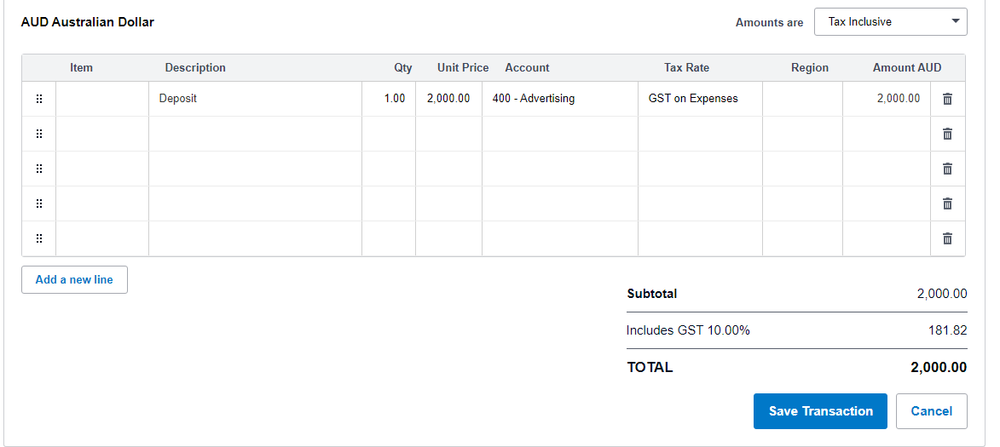 AUD Australian Dollar Amounts are Tax Inclusive
Item Description Qty Unit Price Account Tax Rate Region Amount AUD
Deposit 1.00 2,000.00 400 - Advertising GST on Expenses 2,000.00
Add a new line
Subtotal 2,000.00
Includes GST 10.00% 181.82
TOTAL 2,000.00
Save Transaction Cancel